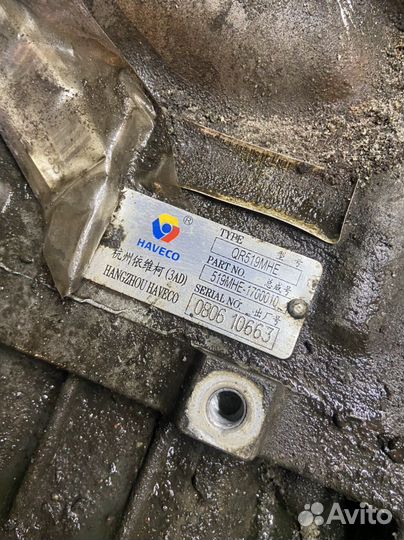 HAVECO
杭州依维柯(3AD)
HANGZHOU HAVECO
TYPE 型号
QR519MHE
PART NO. 总成号
519MHE-1700010
SERIAL NO. 出厂号
0806 10663
Avito